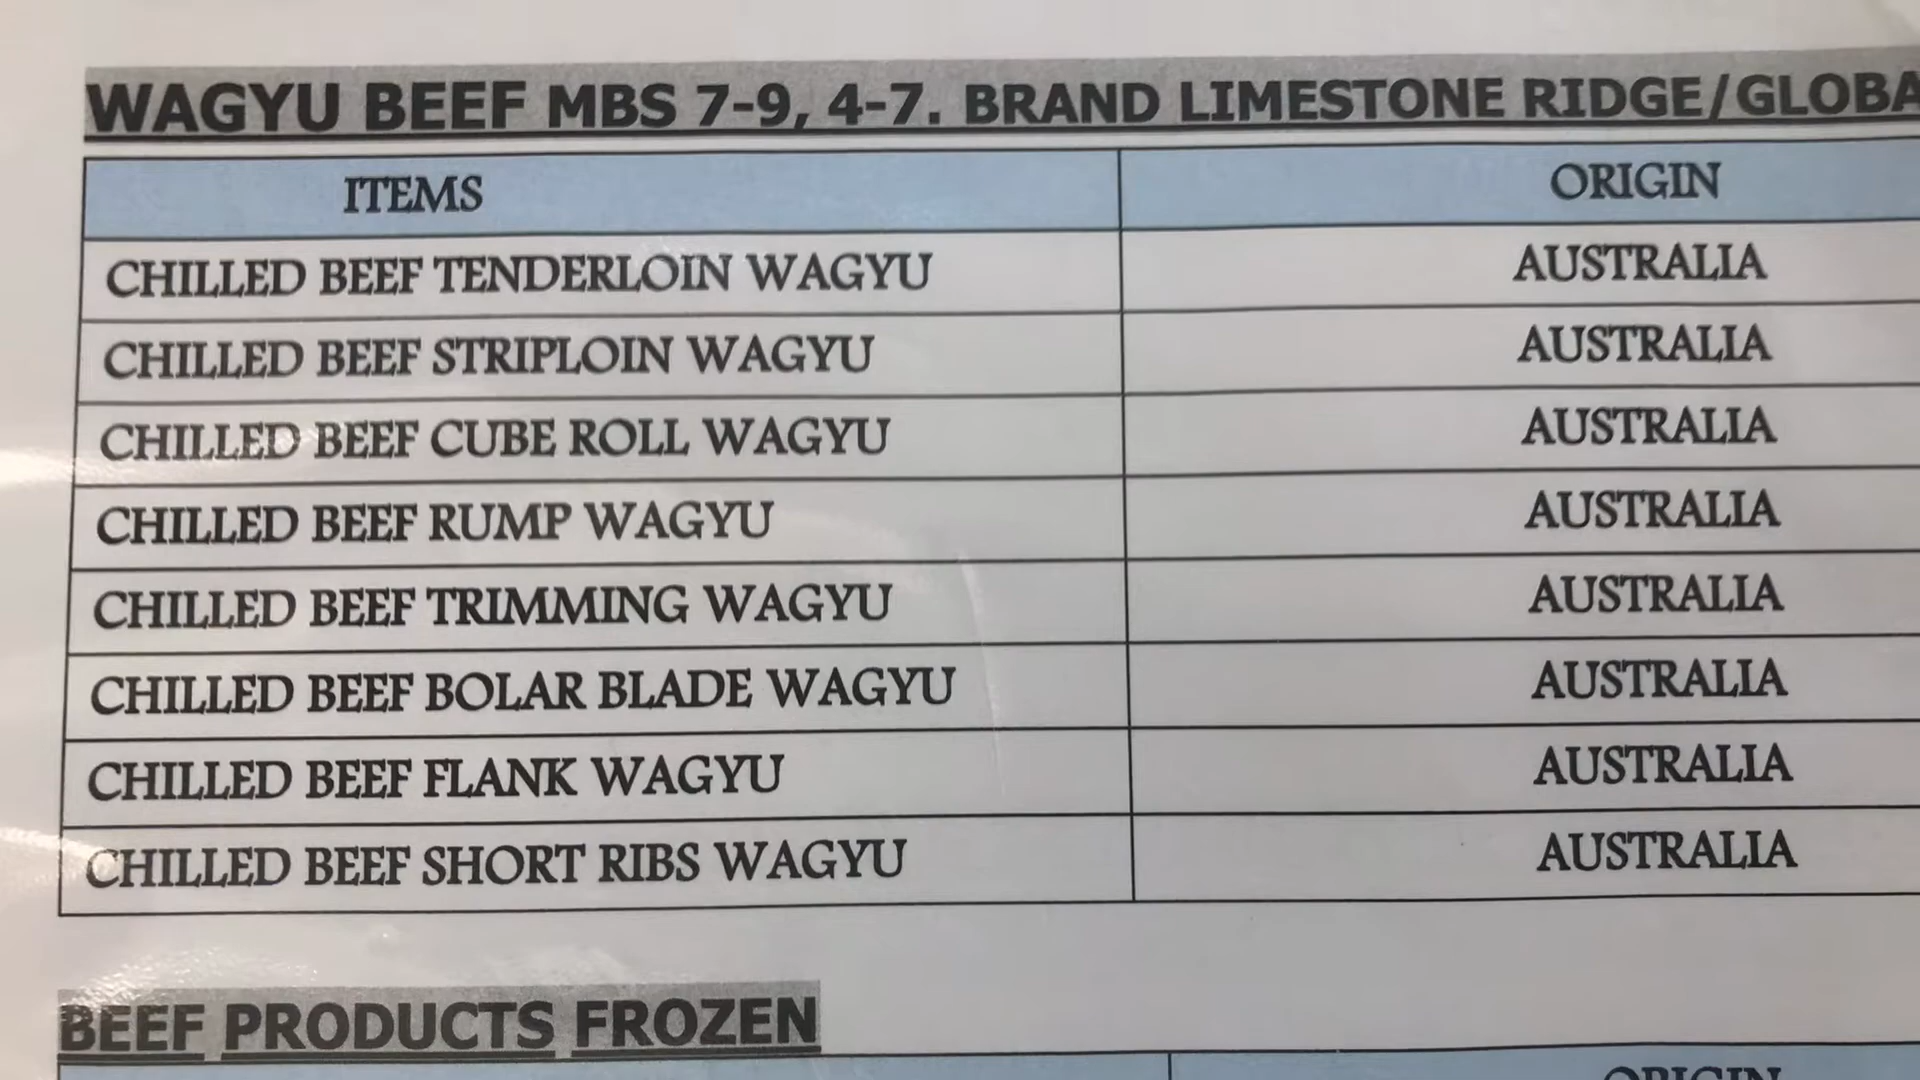 WAGYU BEEF MBS 7-9, 4-7. BRAND LIMESTONE RIDGE/GLOBA
ITEMS ORIGIN
CHILLED BEEF TENDERLOIN WAGYU AUSTRALIA
CHILLED BEEF STRIPLOIN WAGYU AUSTRALIA
CHILLED BEEF CUBE ROLL WAGYU AUSTRALIA
CHILLED BEEF RUMP WAGYU AUSTRALIA
CHILLED BEEF TRIMMING WAGYU AUSTRALIA
CHILLED BEEF BOLAR BLADE WAGYU AUSTRALIA
CHILLED BEEF FLANK WAGYU AUSTRALIA
CHILLED BEEF SHORT RIBS WAGYU AUSTRALIA
BEEF PRODUCTS FROZEN
ORIGIN